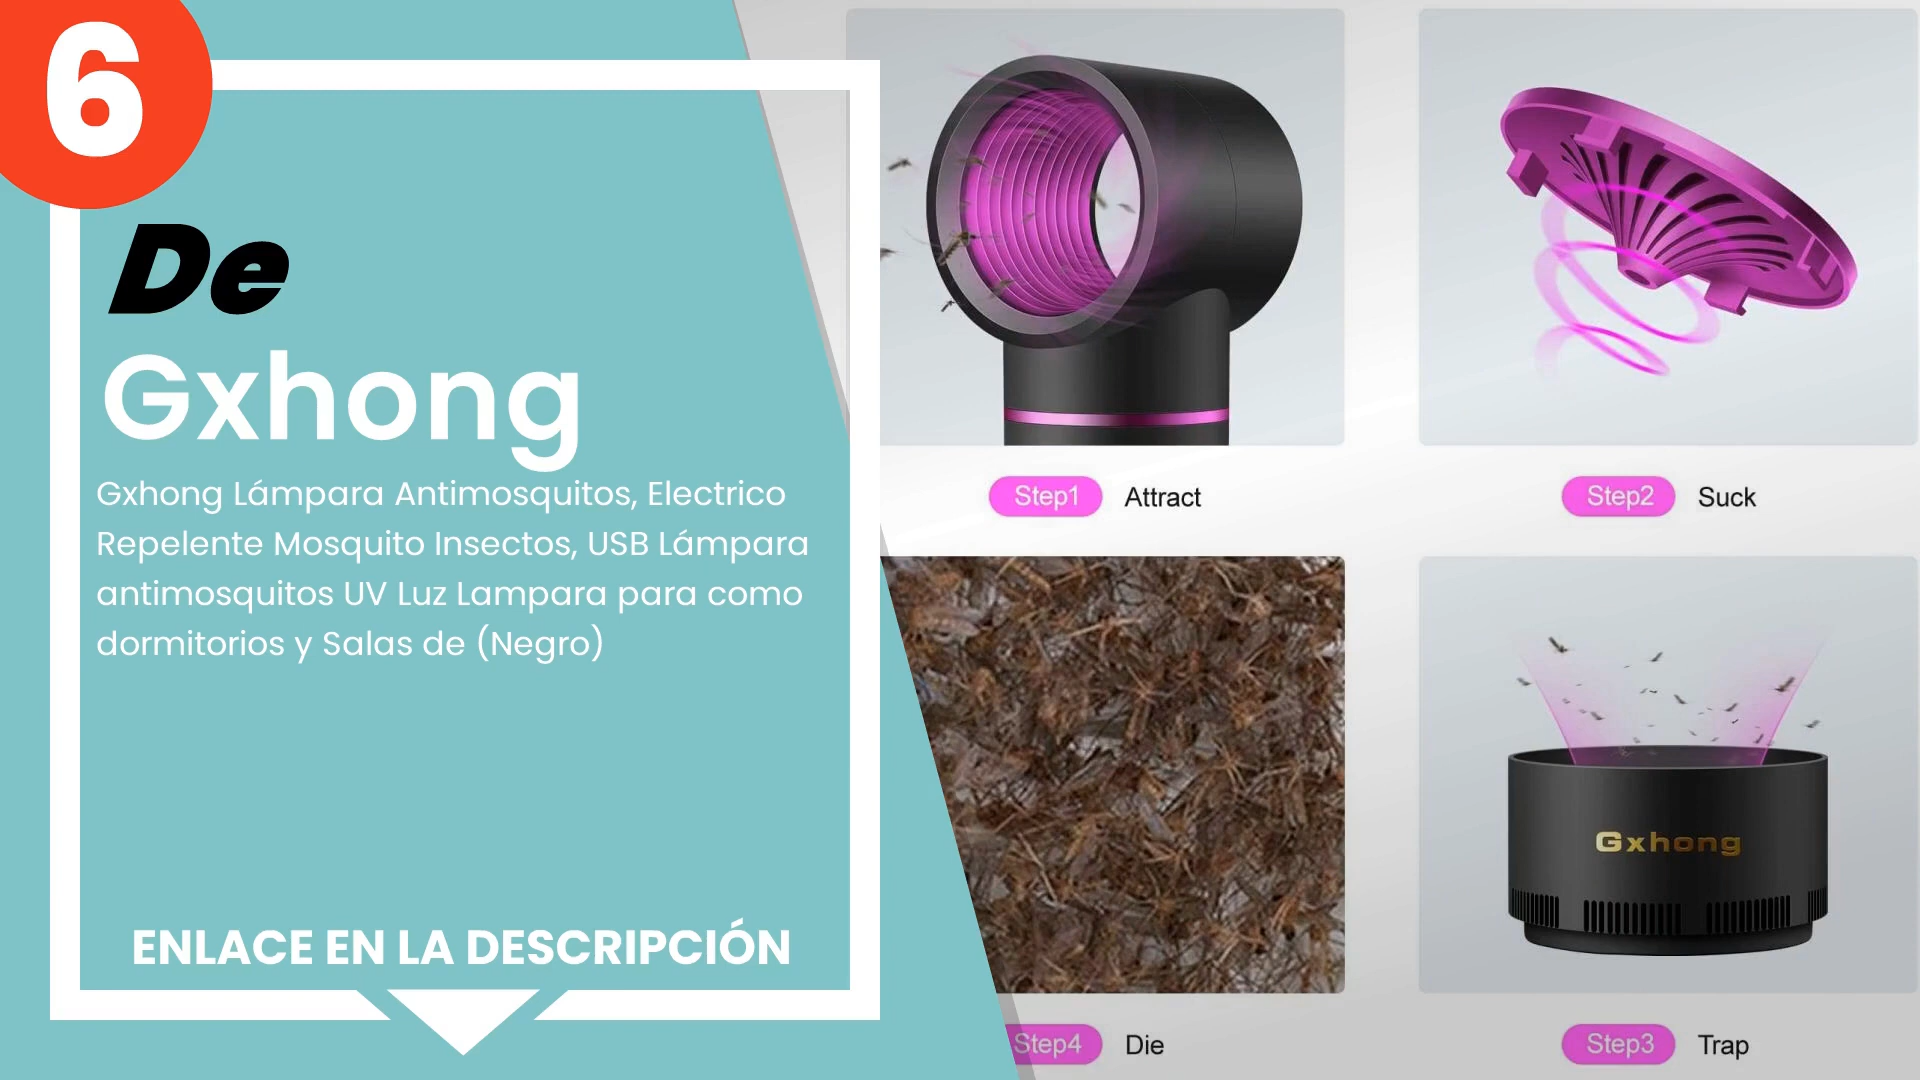 6
De
Gxhong
Gxhong Lámpara Antimosquitos, Electrico
Repelente Mosquito Insectos, USB Lámpara
antimosquitos UV Luz Lampara para como
dormitorios y Salas de (Negro)
ENLACE EN LA DESCRIPCIÓN
Step1 Attract
Step2 Suck
Gxhong
Step4 Die
Step3 Trap